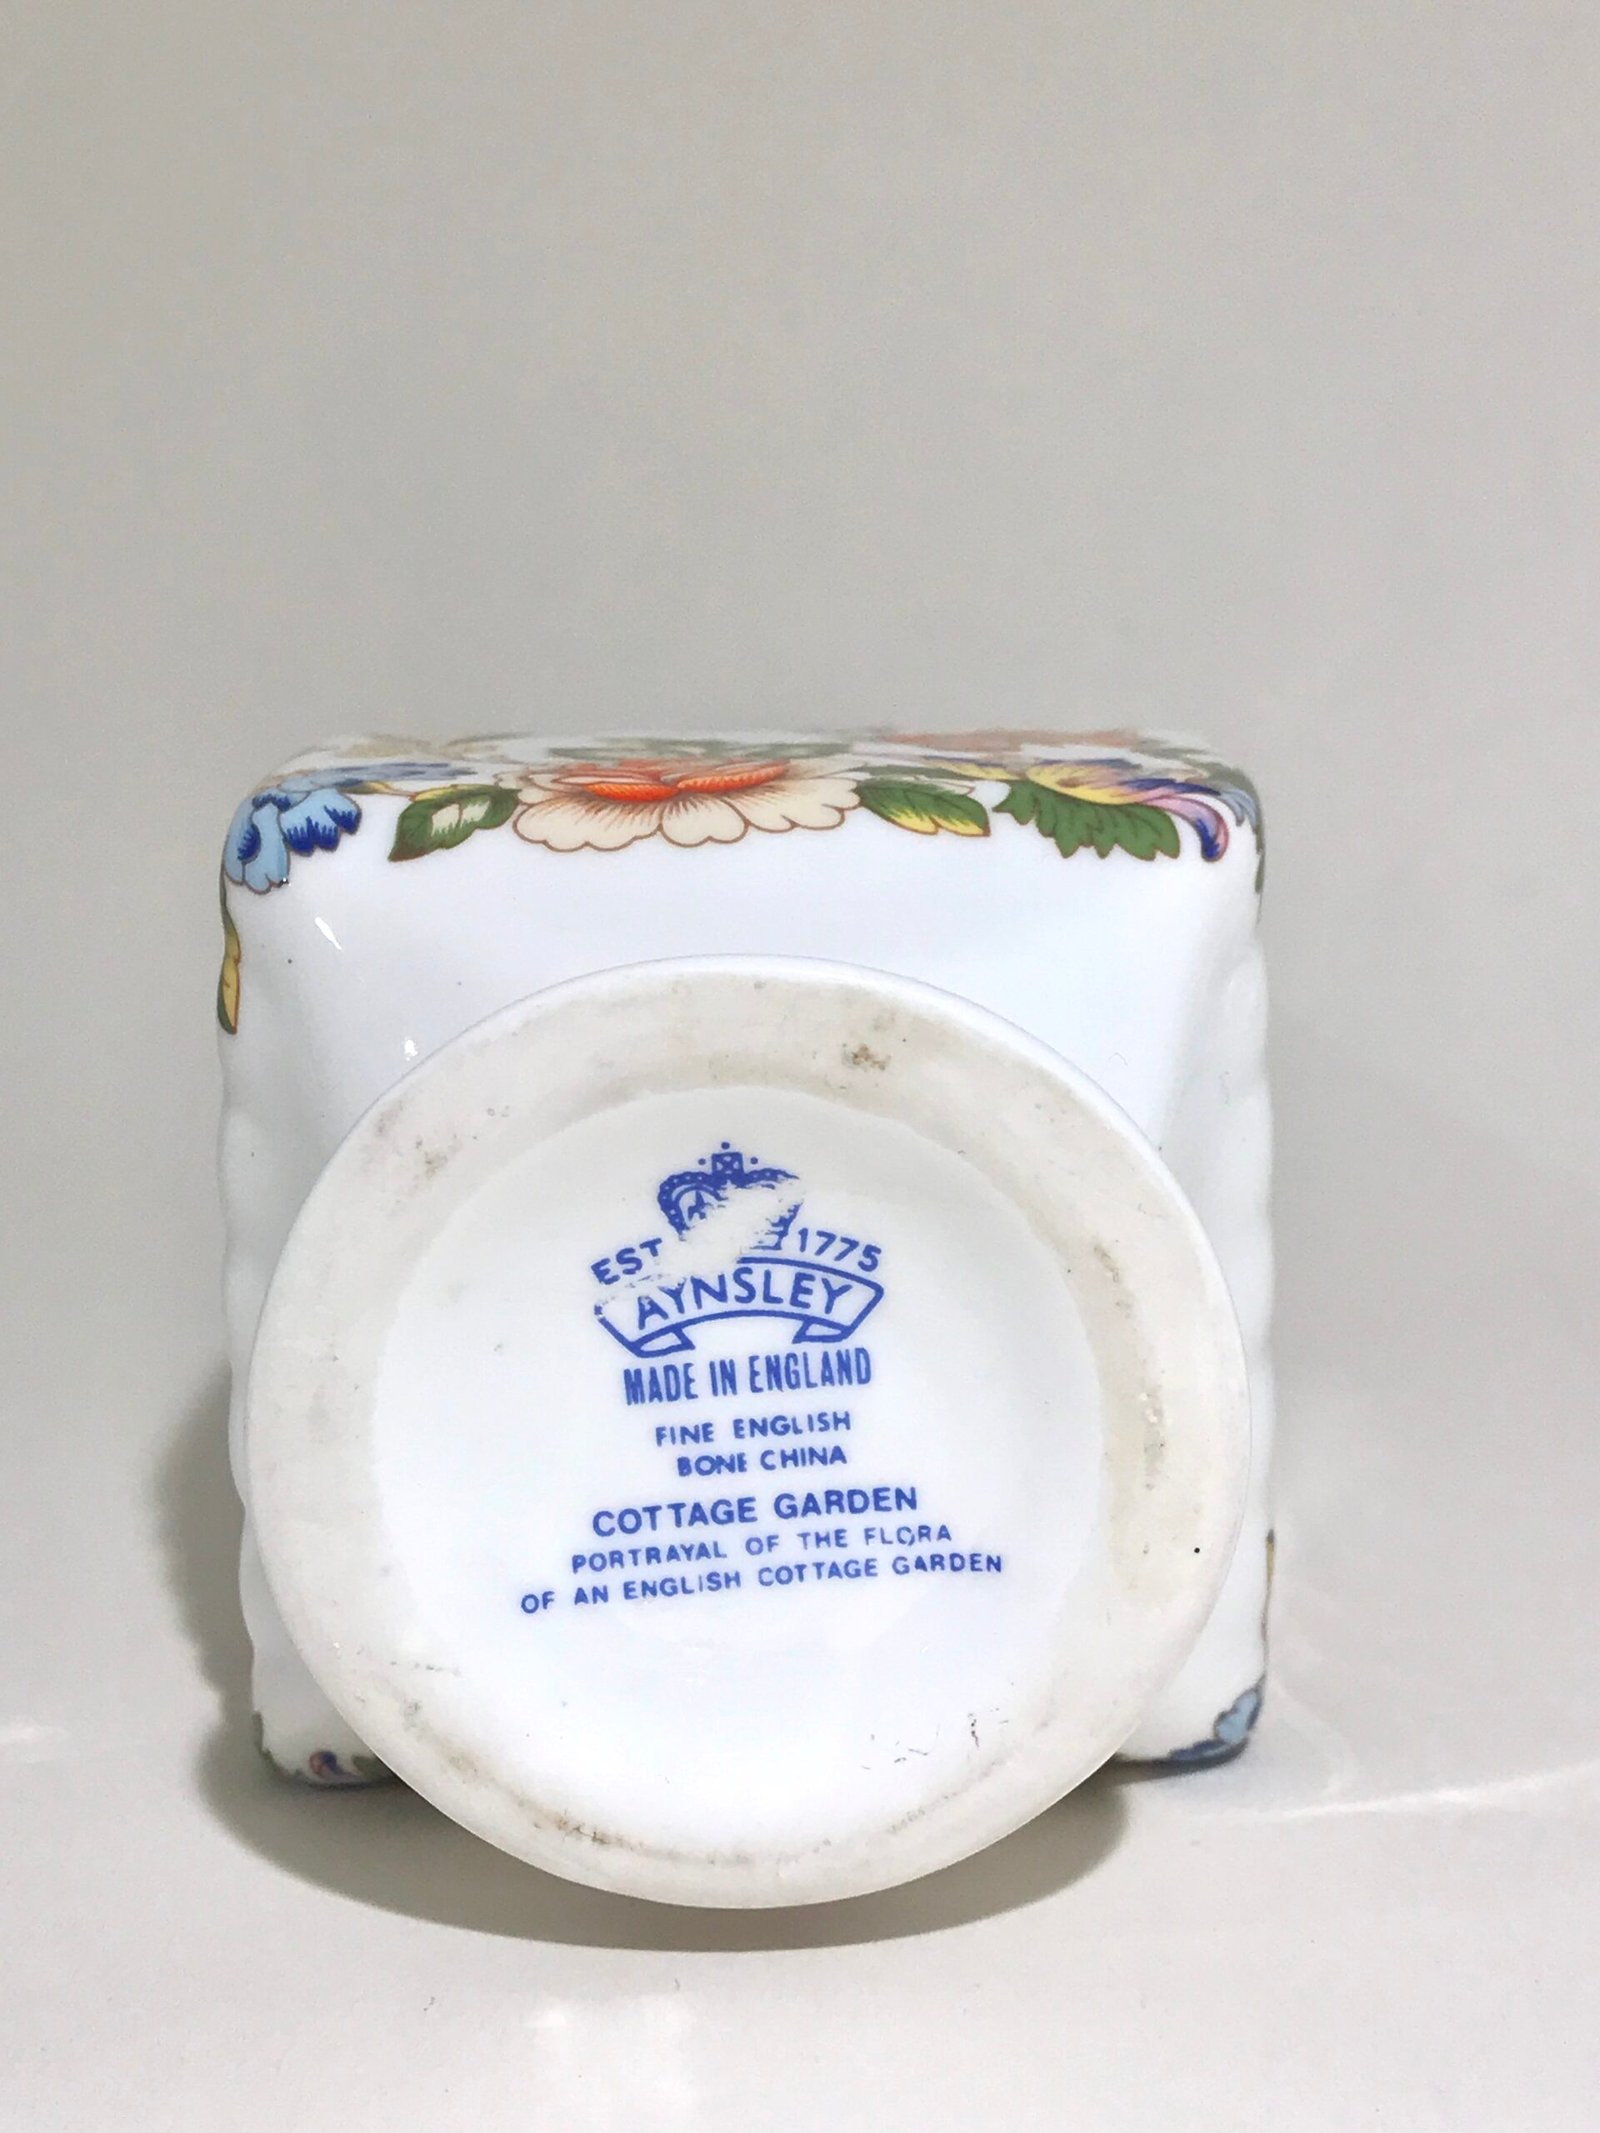 EST 1775
AYNSLEY
MADE IN ENGLAND
FINE ENGLISH
BONE CHINA
COTTAGE GARDEN
PORTRAYAL OF THE FLORA
OF AN ENGLISH COTTAGE GARDEN